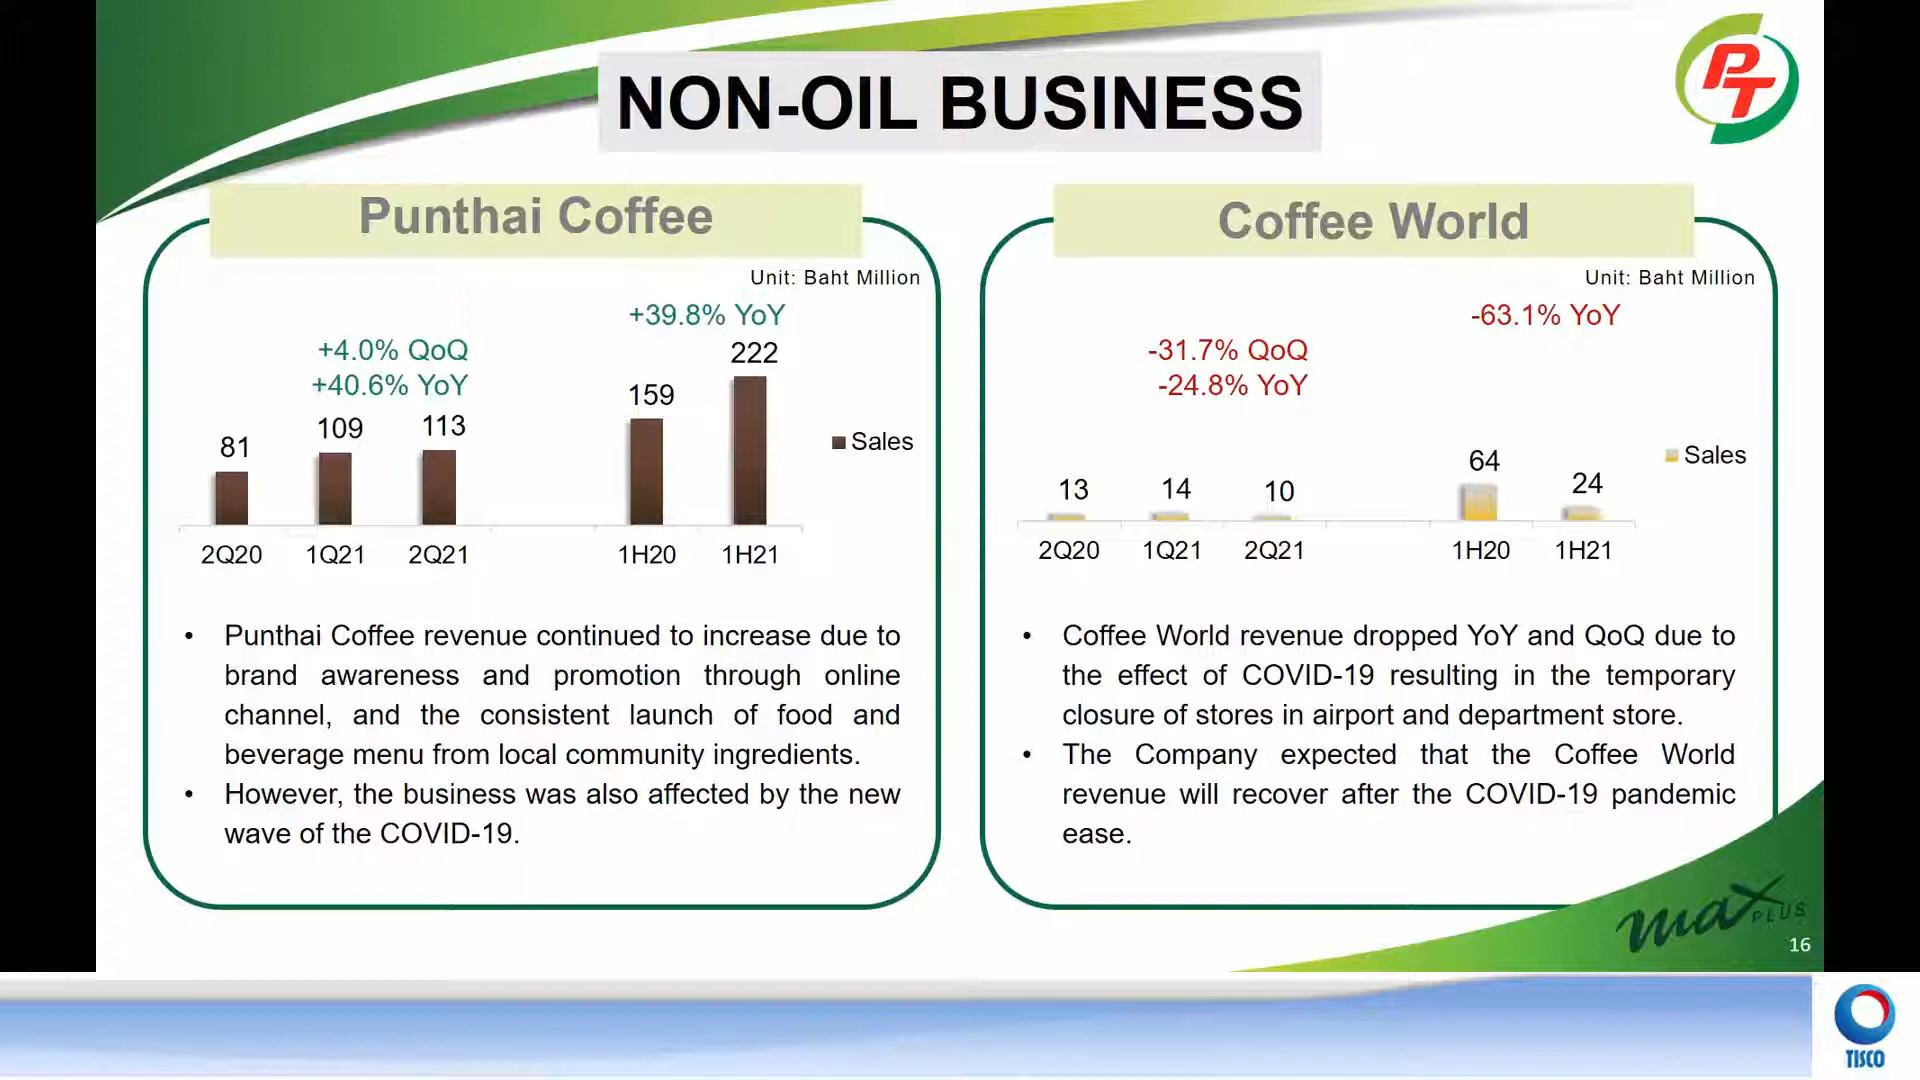 NON-OIL BUSINESS
PT
Punthai Coffee
Unit: Baht Million
+39.8% YoY
+4.0% QoQ
+40.6% YoY
81
109
113
159
222
Sales
2Q20
1Q21
2Q21
1H20
1H21
• Punthai Coffee revenue continued to increase due to
brand awareness and promotion through online
channel, and the consistent launch of food and
beverage menu from local community ingredients.
• However, the business was also affected by the new
wave of the COVID-19.
Coffee World
Unit: Baht Million
-63.1% YoY
-31.7% QoQ
-24.8% YoY
13
14
10
64
24
Sales
2Q20
1Q21
2Q21
1H20
1H21
• Coffee World revenue dropped YoY and QoQ due to
the effect of COVID-19 resulting in the temporary
closure of stores in airport and department store.
• The Company expected that the Coffee World
revenue will recover after the COVID-19 pandemic
ease.
max PLUS
16
TISCO